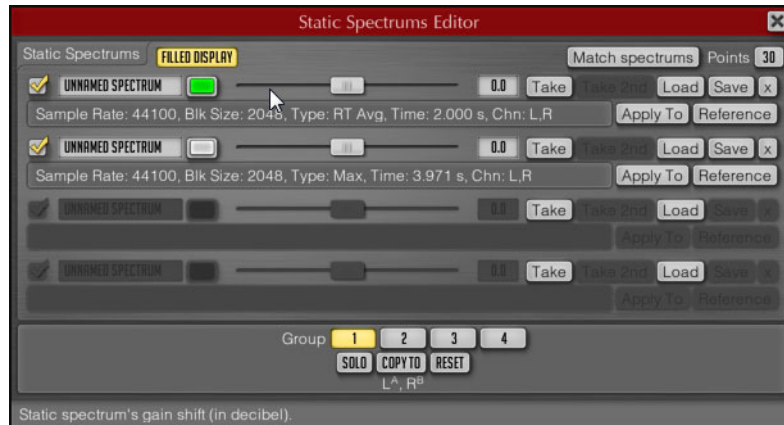 Static Spectrums Editor
Static Spectrums FILLED DISPLAY Match spectrums Points 30
UNNAMED SPECTRUM 0.0 Take Take 2nd Load Save x
Sample Rate: 44100, Blk Size: 2048, Type: RT Avg, Time: 2.000 s, Chn: L,R Apply To Reference
UNNAMED SPECTRUM 0.0 Take Take 2nd Load Save x
Sample Rate: 44100, Blk Size: 2048, Type: Max, Time: 3.971 s, Chn: L,R Apply To Reference
UNNAMED SPECTRUM 0.0 Take Take 2nd Load Save x
Apply To Reference
UNNAMED SPECTRUM 0.0 Take Take 2nd Load Save x
Apply To Reference
Group 1 2 3 4
SOLO COPY TO RESET
Lᴬ, Rᴮ
Static spectrum's gain shift (in decibel).